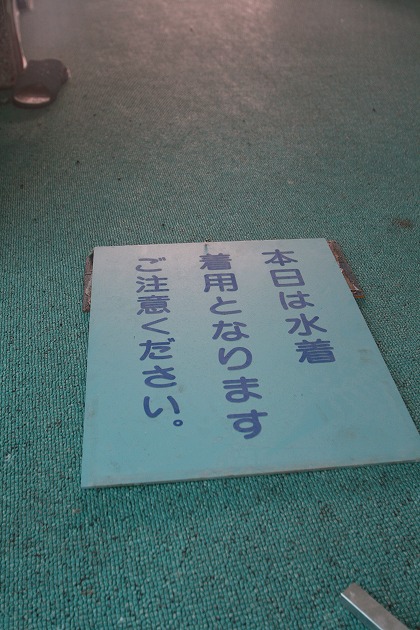 本日は水着
着用となります
ご注意ください。